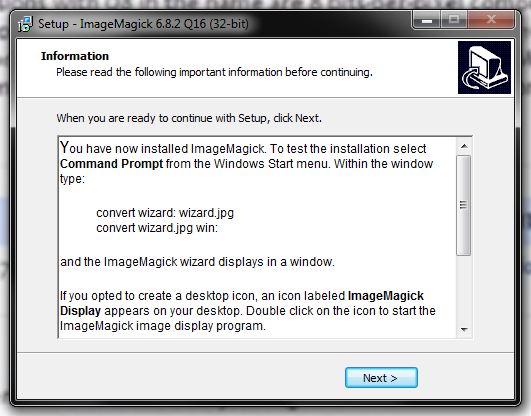 Setup - ImageMagick 6.8.2 Q16 (32-bit)
Information
Please read the following important information before continuing.
When you are ready to continue with Setup, click Next.
You have now installed ImageMagick. To test the installation select
Command Prompt from the Windows Start menu. Within the window
type:
convert wizard: wizard.jpg
convert wizard.jpg win:
and the ImageMagick wizard displays in a window.
If you opted to create a desktop icon, an icon labeled ImageMagick
Display appears on your desktop. Double click on the icon to start the
ImageMagick image display program.
Next >